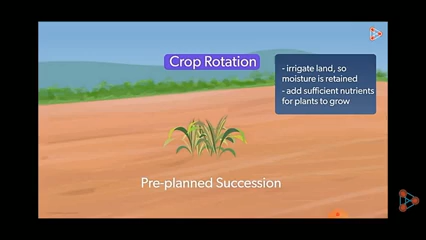 Crop Rotation
- irrigate land, so
moisture is retained
- add sufficient nutrients
for plants to grow
Pre-planned Succession